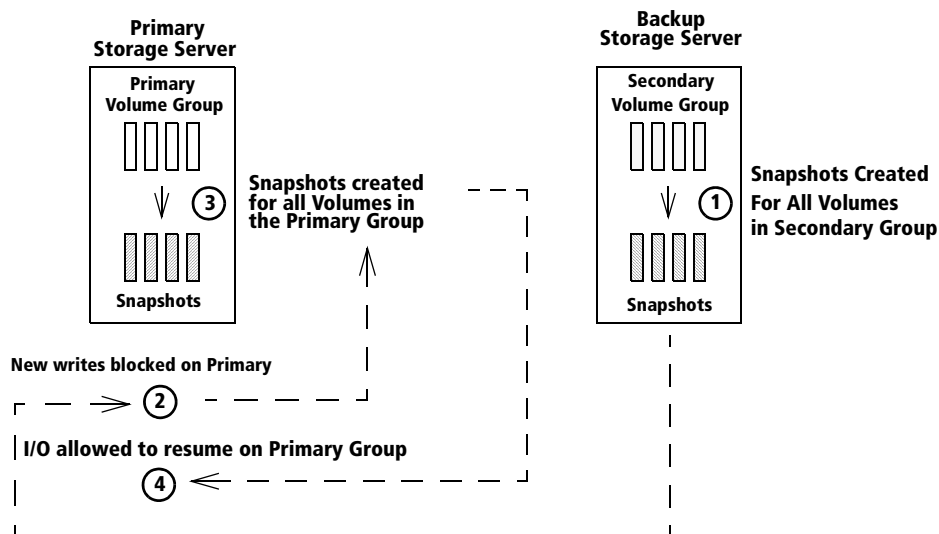 Primary
Storage Server
Primary
Volume Group
3
Snapshots created
for all Volumes in
the Primary Group
Snapshots
Backup
Storage Server
Secondary
Volume Group
1
Snapshots Created
For All Volumes
in Secondary Group
Snapshots
New writes blocked on Primary
2
I/O allowed to resume on Primary Group
4